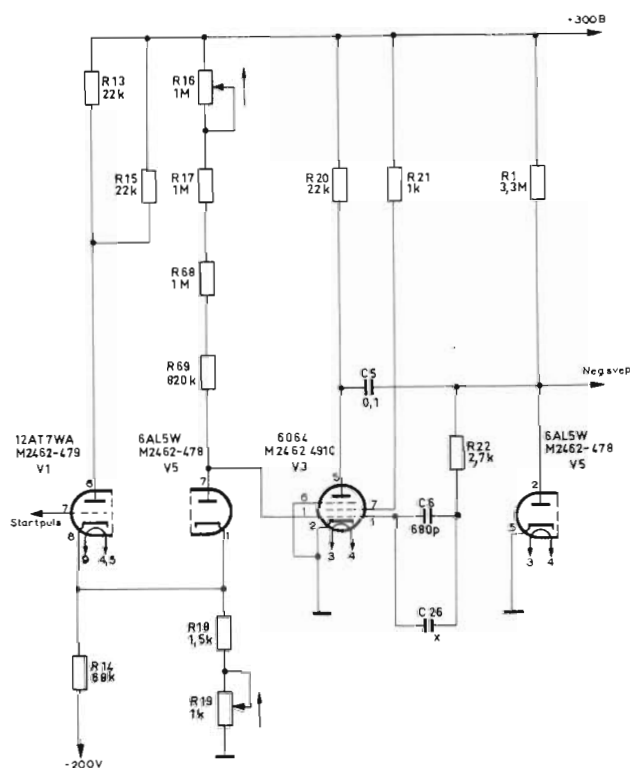 -300B
R13
22k
R16
1M
R15
22k
R17
1M
R20
22k
R21
1k
R1
3,3M
R68
1M
R69
820k
C5
0,1
Neg.svep
12AT7WA
M2462-479
V1
6AL5W
M2462-478
V5
6064
M2462 491C
V3
R22
2,7k
6AL5W
M2462-478
V5
6
7
5
2
7
Startpuls
6
1
7
1
C6
680p
5
8
9
4,5
1
2
3
4
3
4
C26
x
R18
1,5k
R14
68k
R19
1k
-200V